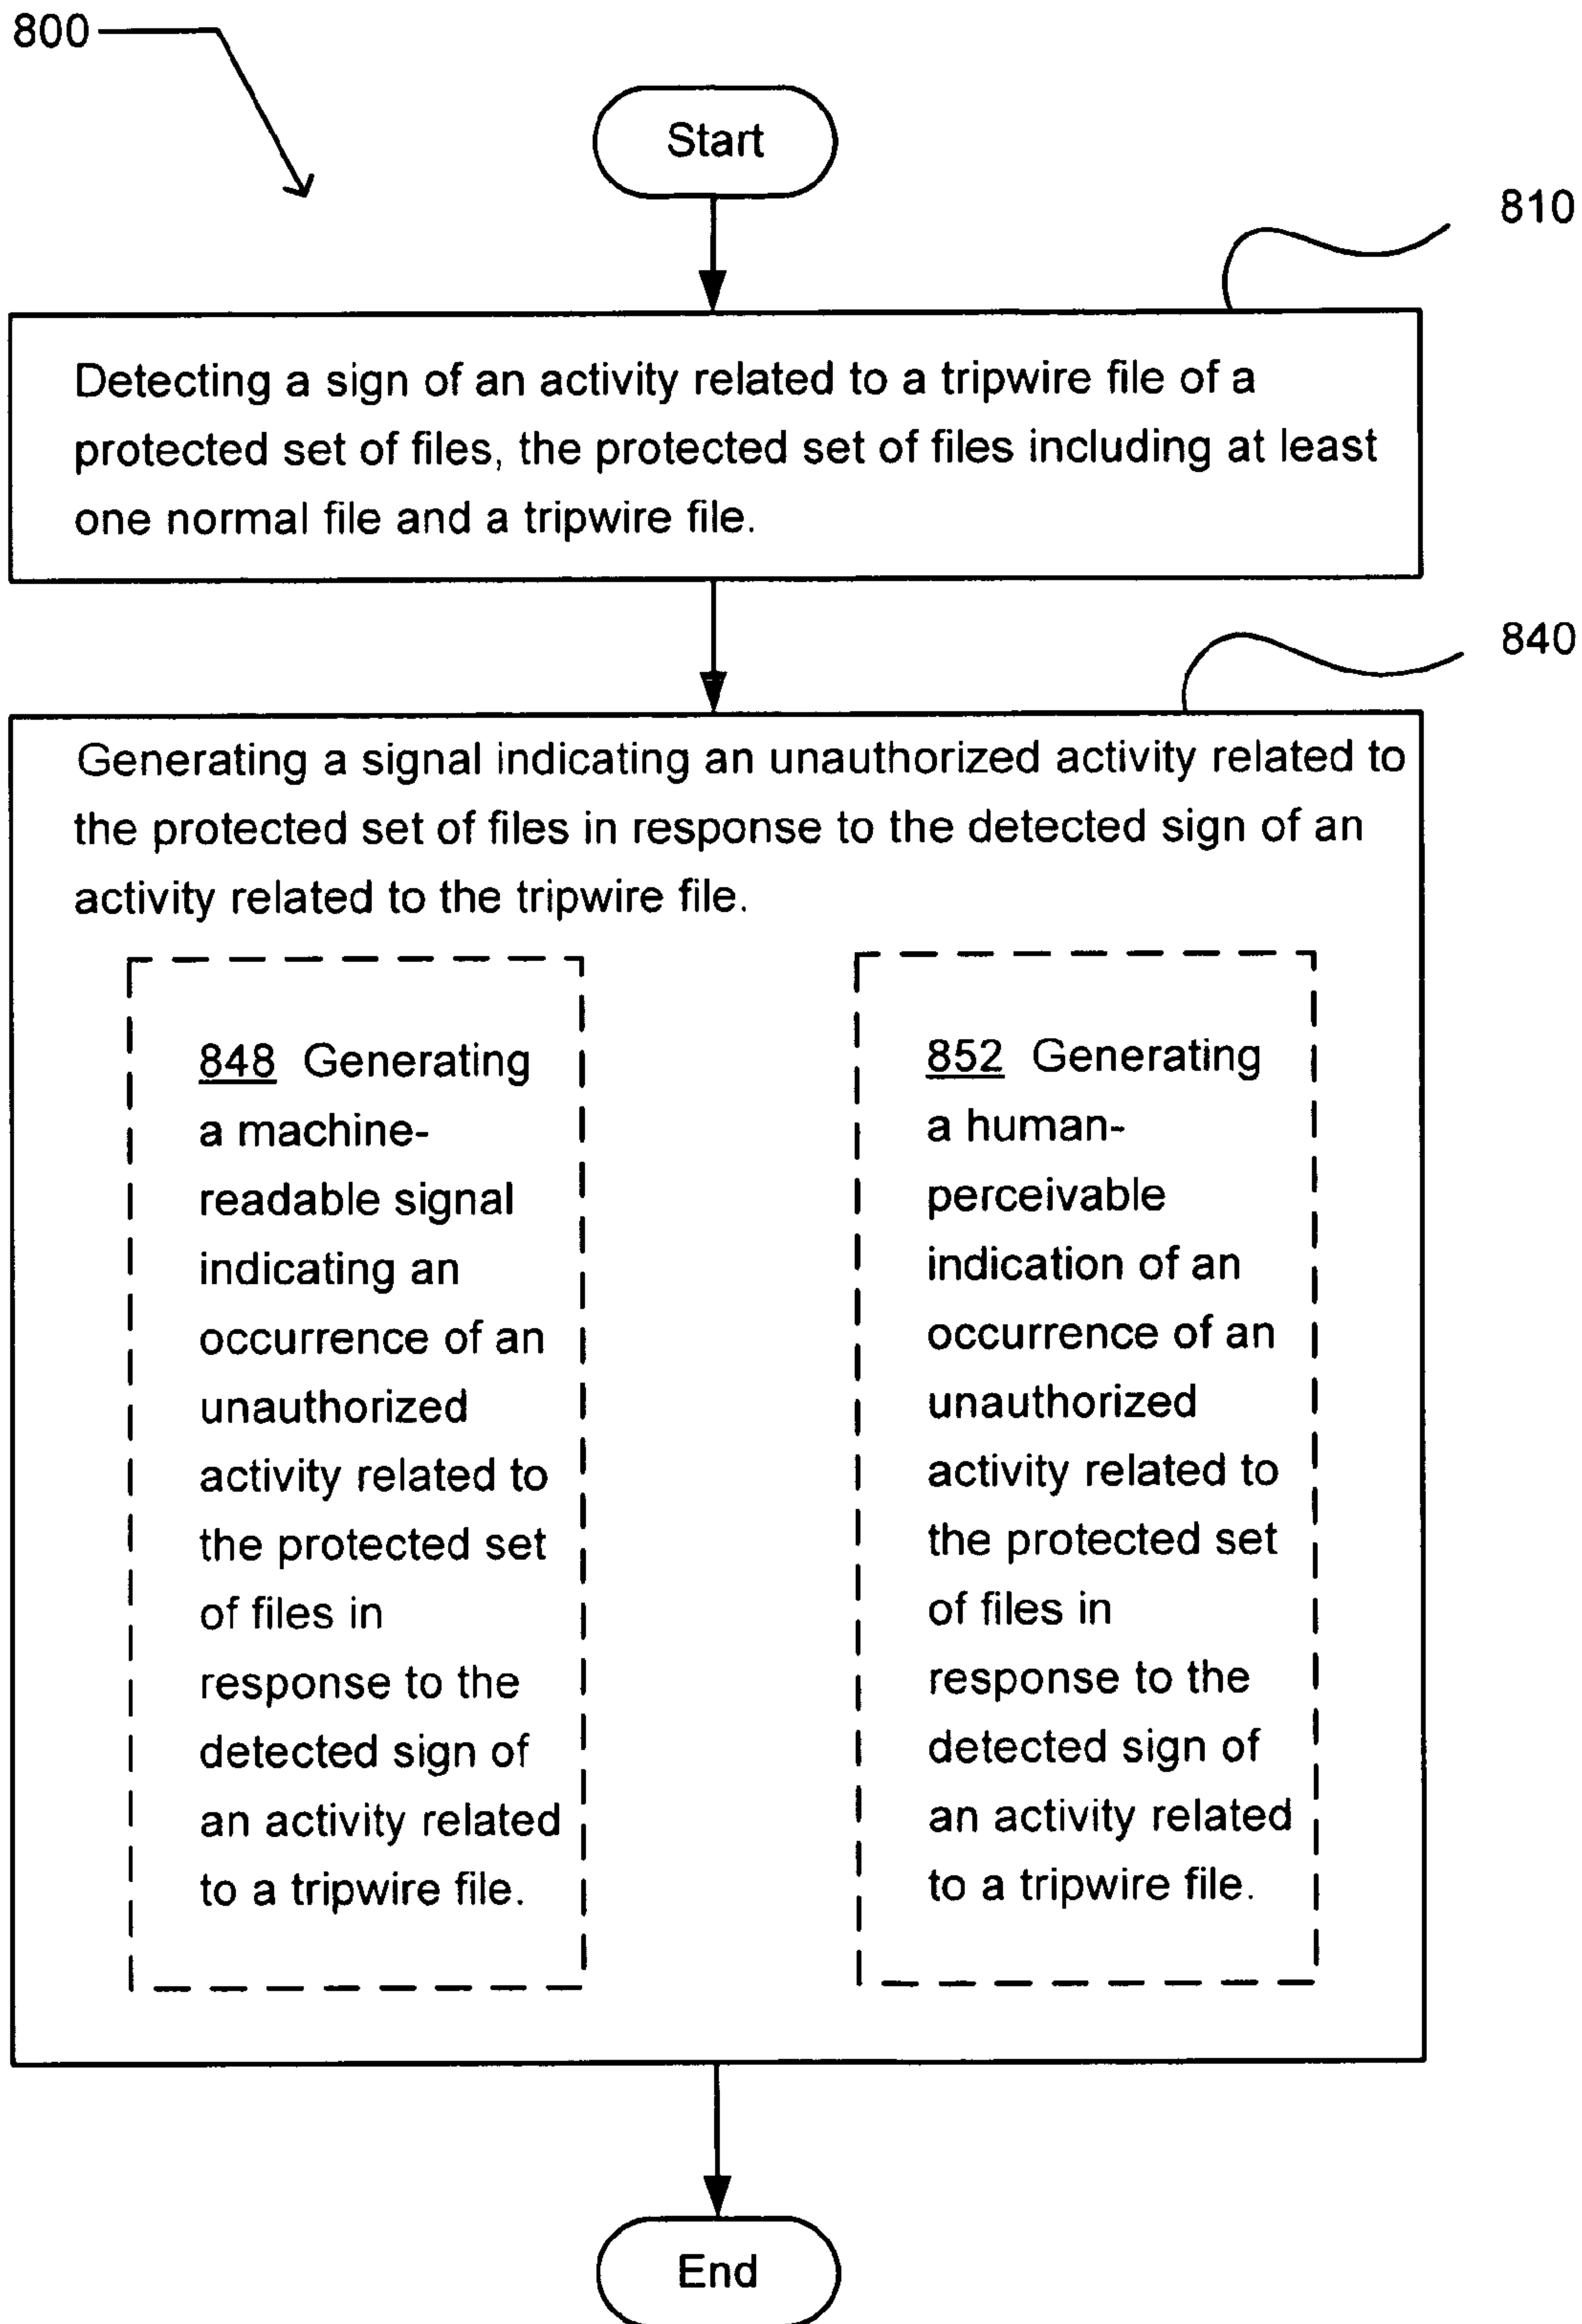 800
Start
810
Detecting a sign of an activity related to a tripwire file of a
protected set of files, the protected set of files including at least
one normal file and a tripwire file.
840
Generating a signal indicating an unauthorized activity related to
the protected set of files in response to the detected sign of an
activity related to the tripwire file.
848 Generating
a machine-
readable signal
indicating an
occurrence of an
unauthorized
activity related to
the protected set
of files in
response to the
detected sign of
an activity related
to a tripwire file.
852 Generating
a human-
perceivable
indication of an
occurrence of an
unauthorized
activity related to
the protected set
of files in
response to the
detected sign of
an activity related
to a tripwire file.
End